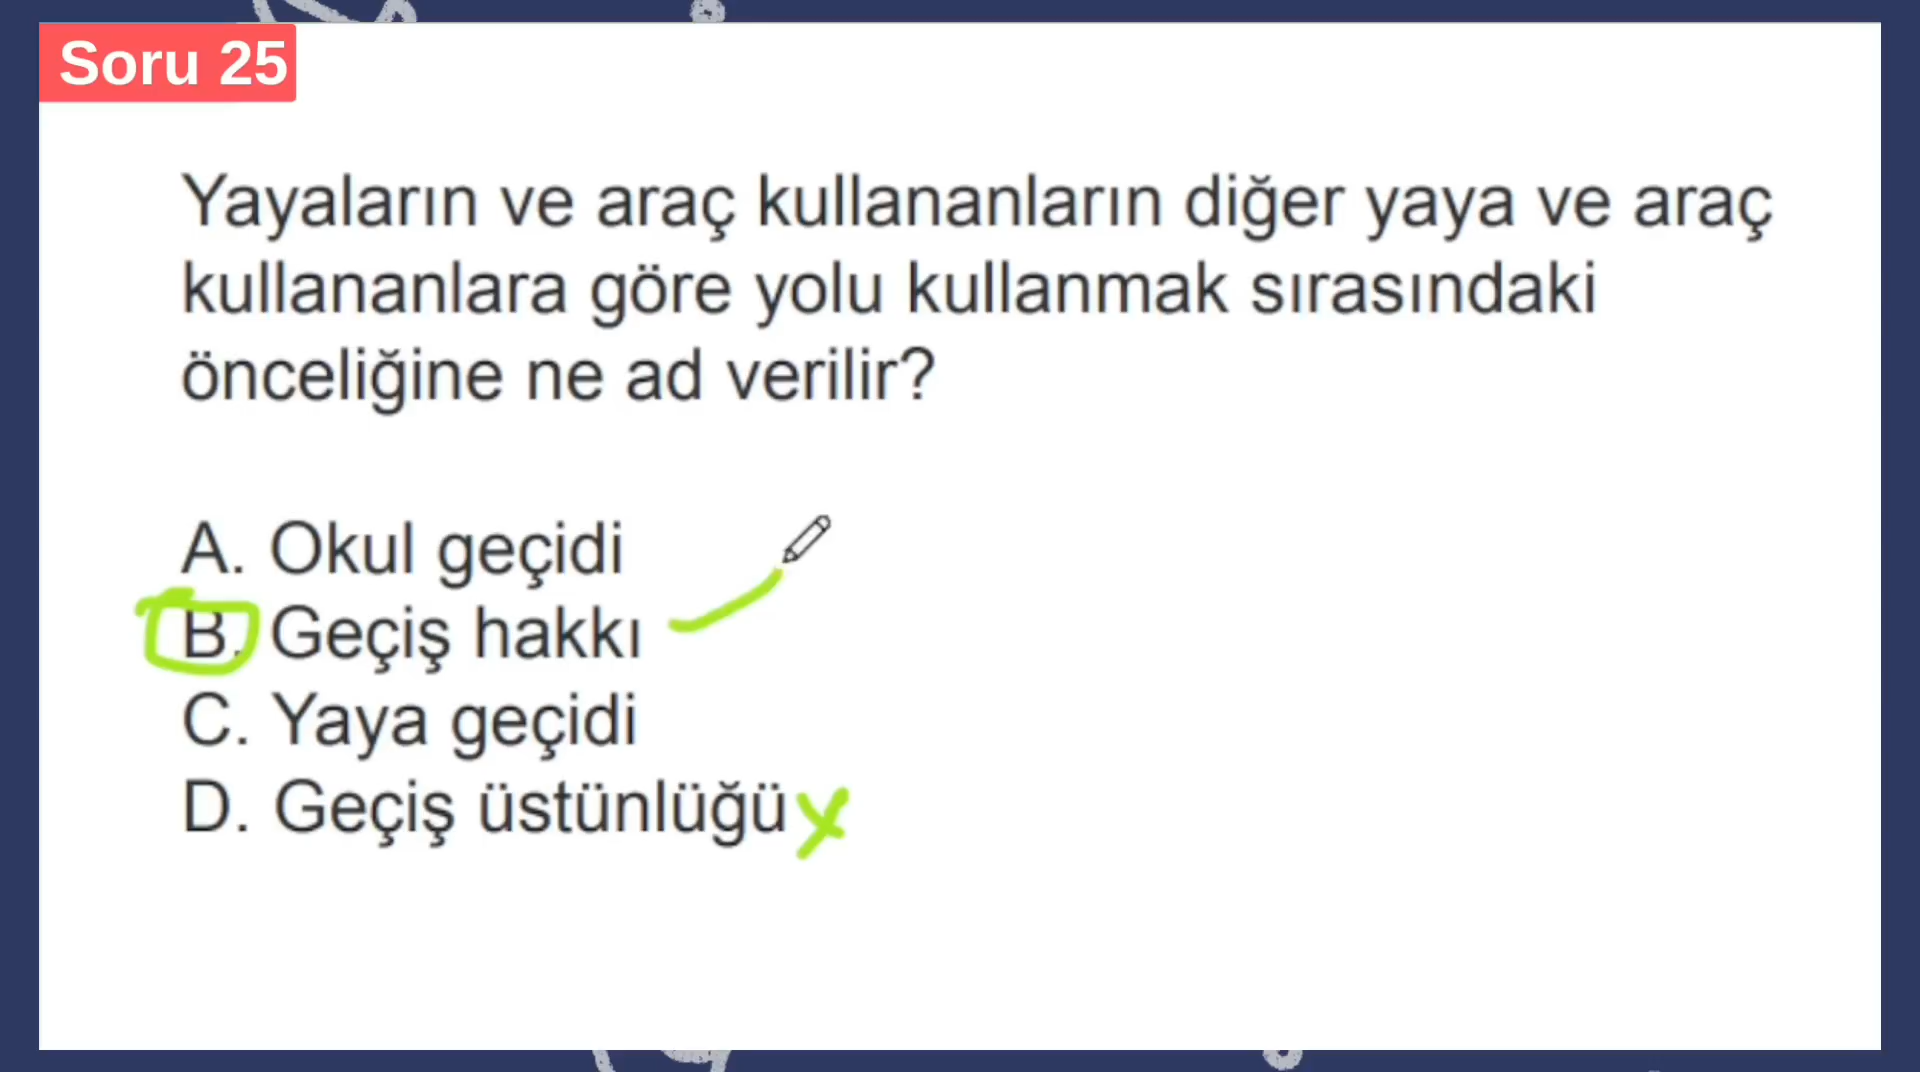 Soru 25
Yayaların ve araç kullananların diğer yaya ve araç
kullananlara göre yolu kullanmak sırasındaki
önceliğine ne ad verilir?
A. Okul geçidi
B. Geçiş hakkı
C. Yaya geçidi
D. Geçiş üstünlüğü